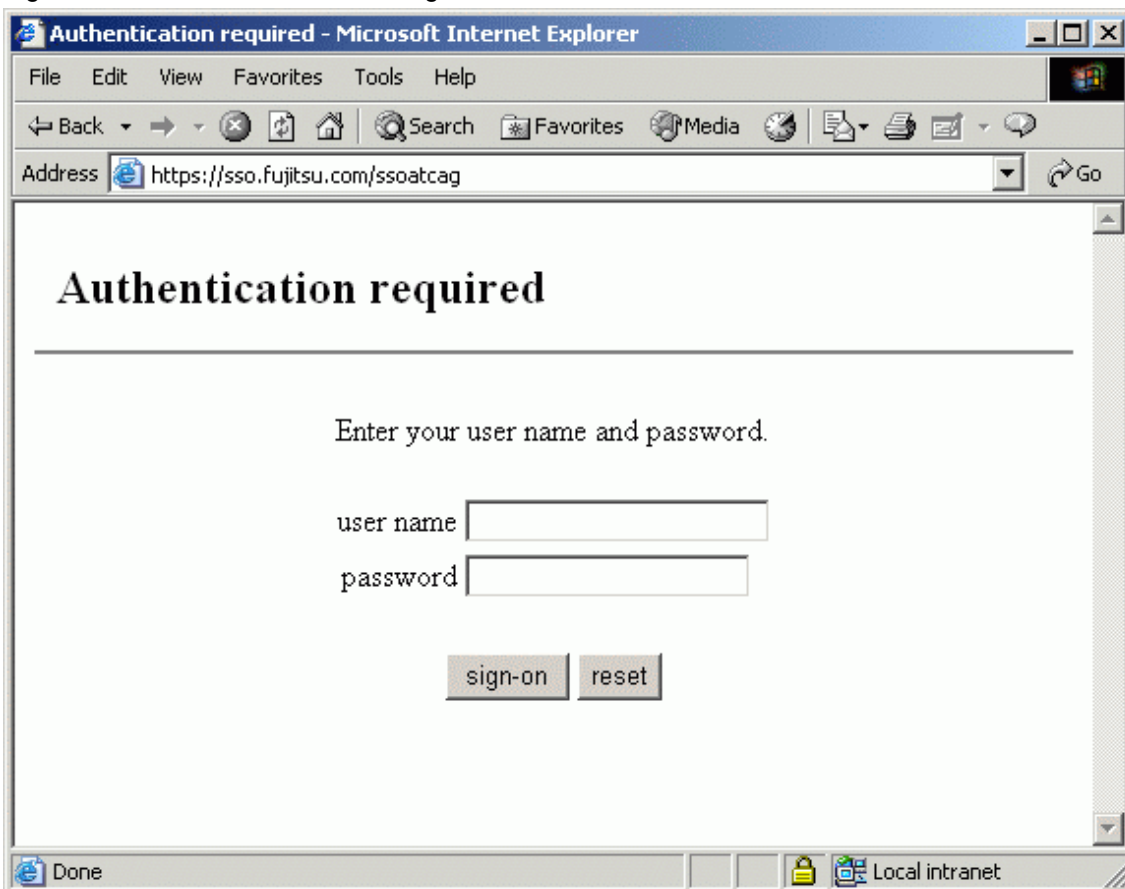 Authentication required - Microsoft Internet Explorer
File Edit View Favorites Tools Help
Back Search Favorites Media
Address https://sso.fujitsu.com/ssoatcag Go
Authentication required
Enter your user name and password.
user name
password
sign-on reset
Done Local intranet